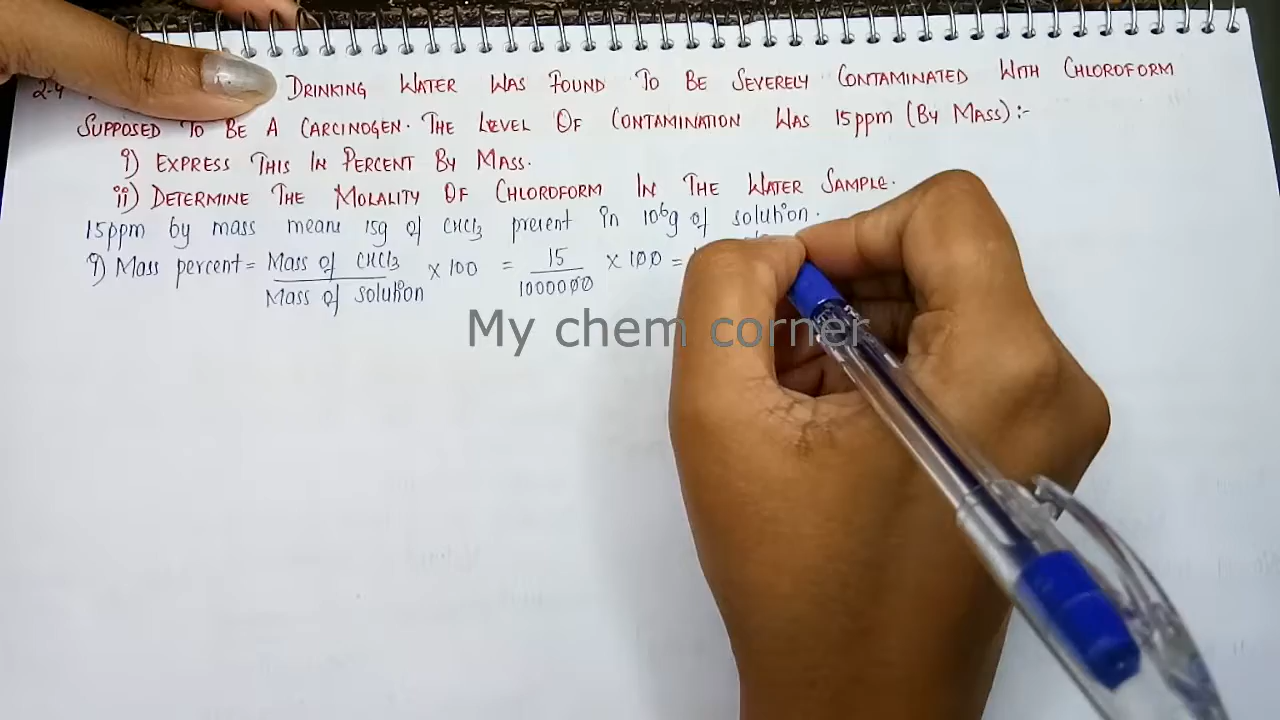 2.4 DRINKING WATER WAS FOUND TO BE SEVERELY CONTAMINATED WITH CHLOROFORM
SUPPOSED TO BE A CARCINOGEN. THE LEVEL OF CONTAMINATION WAS 15ppm (BY MASS):-
i) EXPRESS THIS IN PERCENT BY MASS.
ii) DETERMINE THE MOLALITY OF CHLOROFORM IN THE WATER SAMPLE.
15ppm by mass means 15g of CHCl3 present in 10⁶g of solution.
i) Mass percent = Mass of CHCl3 / Mass of solution × 100 = 15 / 1000000 × 100 =
My chem corner